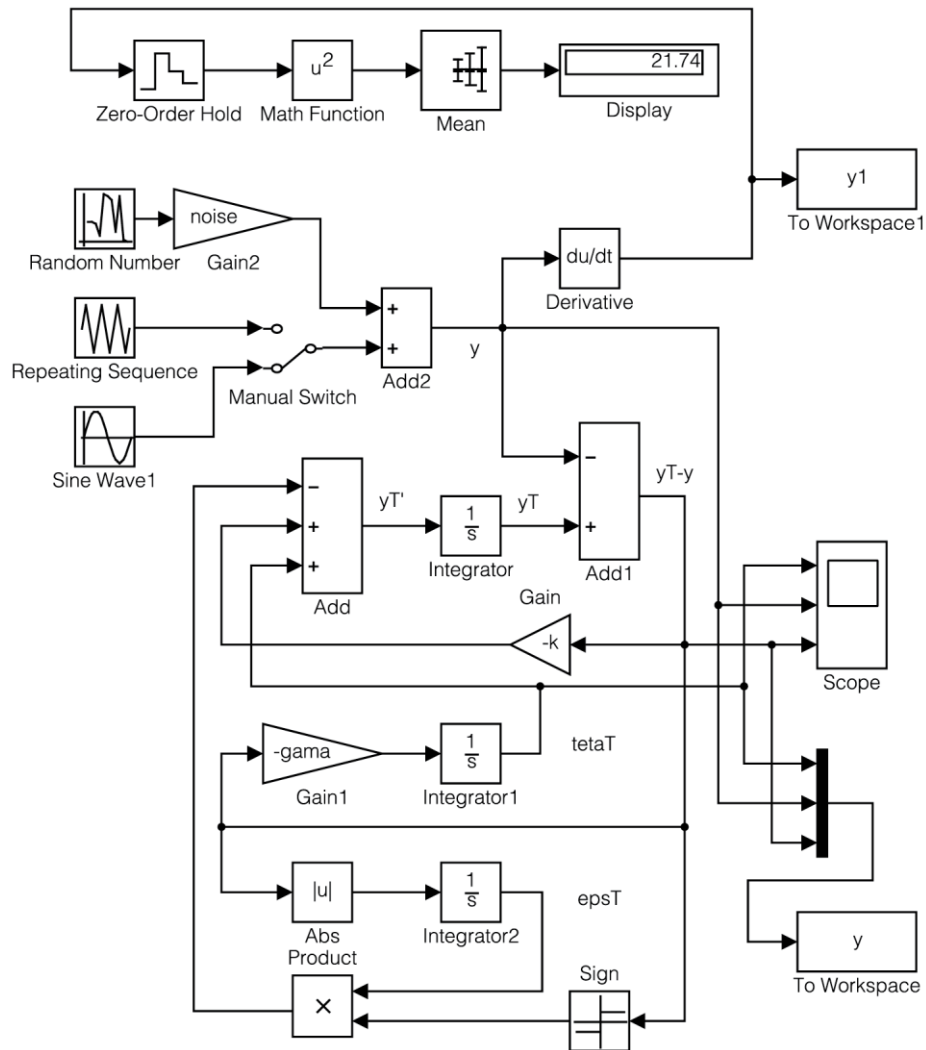 u²
21.74
Zero-Order Hold
Math Function
Mean
Display
y1
To Workspace1
noise
Random Number
Gain2
du/dt
Derivative
+
+
y
Repeating Sequence
Manual Switch
Add2
Sine Wave1
−
yT'
+
+
1
s
yT
−
+
yT-y
Integrator
Add
Add1
Gain
-k
Scope
-gama
1
s
tetaT
Gain1
Integrator1
|u|
1
s
epsT
Abs
Integrator2
Product
×
Sign
y
To Workspace